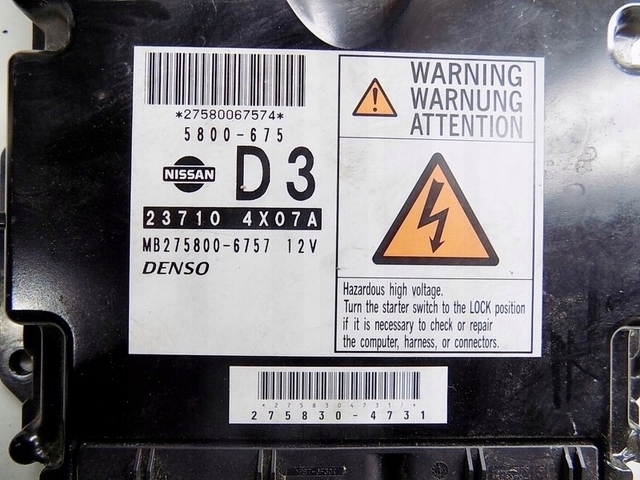 *27580067574*
5800-675
NISSAN
D3
23710 4X07A
MB275800-6757 12V
DENSO
WARNING
WARNUNG
ATTENTION
Hazardous high voltage.
Turn the starter switch to the LOCK position
if it is necessary to check or repair
the computer, harness, or connectors.
275830-4731